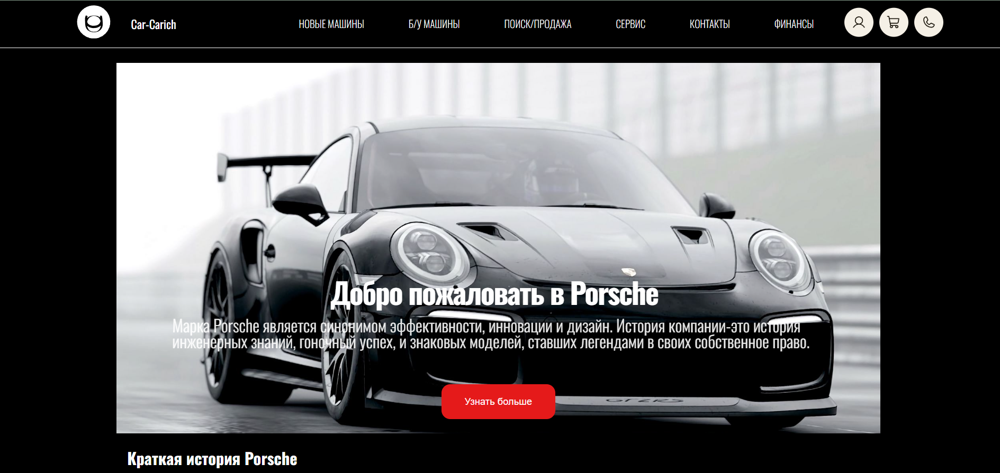 Car-Carich
НОВЫЕ МАШИНЫ
Б/У МАШИНЫ
ПОИСК/ПРОДАЖА
СЕРВИС
КОНТАКТЫ
ФИНАНСЫ
Добро пожаловать в Porsche
Марка Porsche является синонимом эффективности, инновации и дизайн. История компании-это история
инженерных знаний, гоночный успех, и знаковых моделей, ставших легендами в своих собственное право.
GT2RS
Узнать больше
Краткая история Porsche